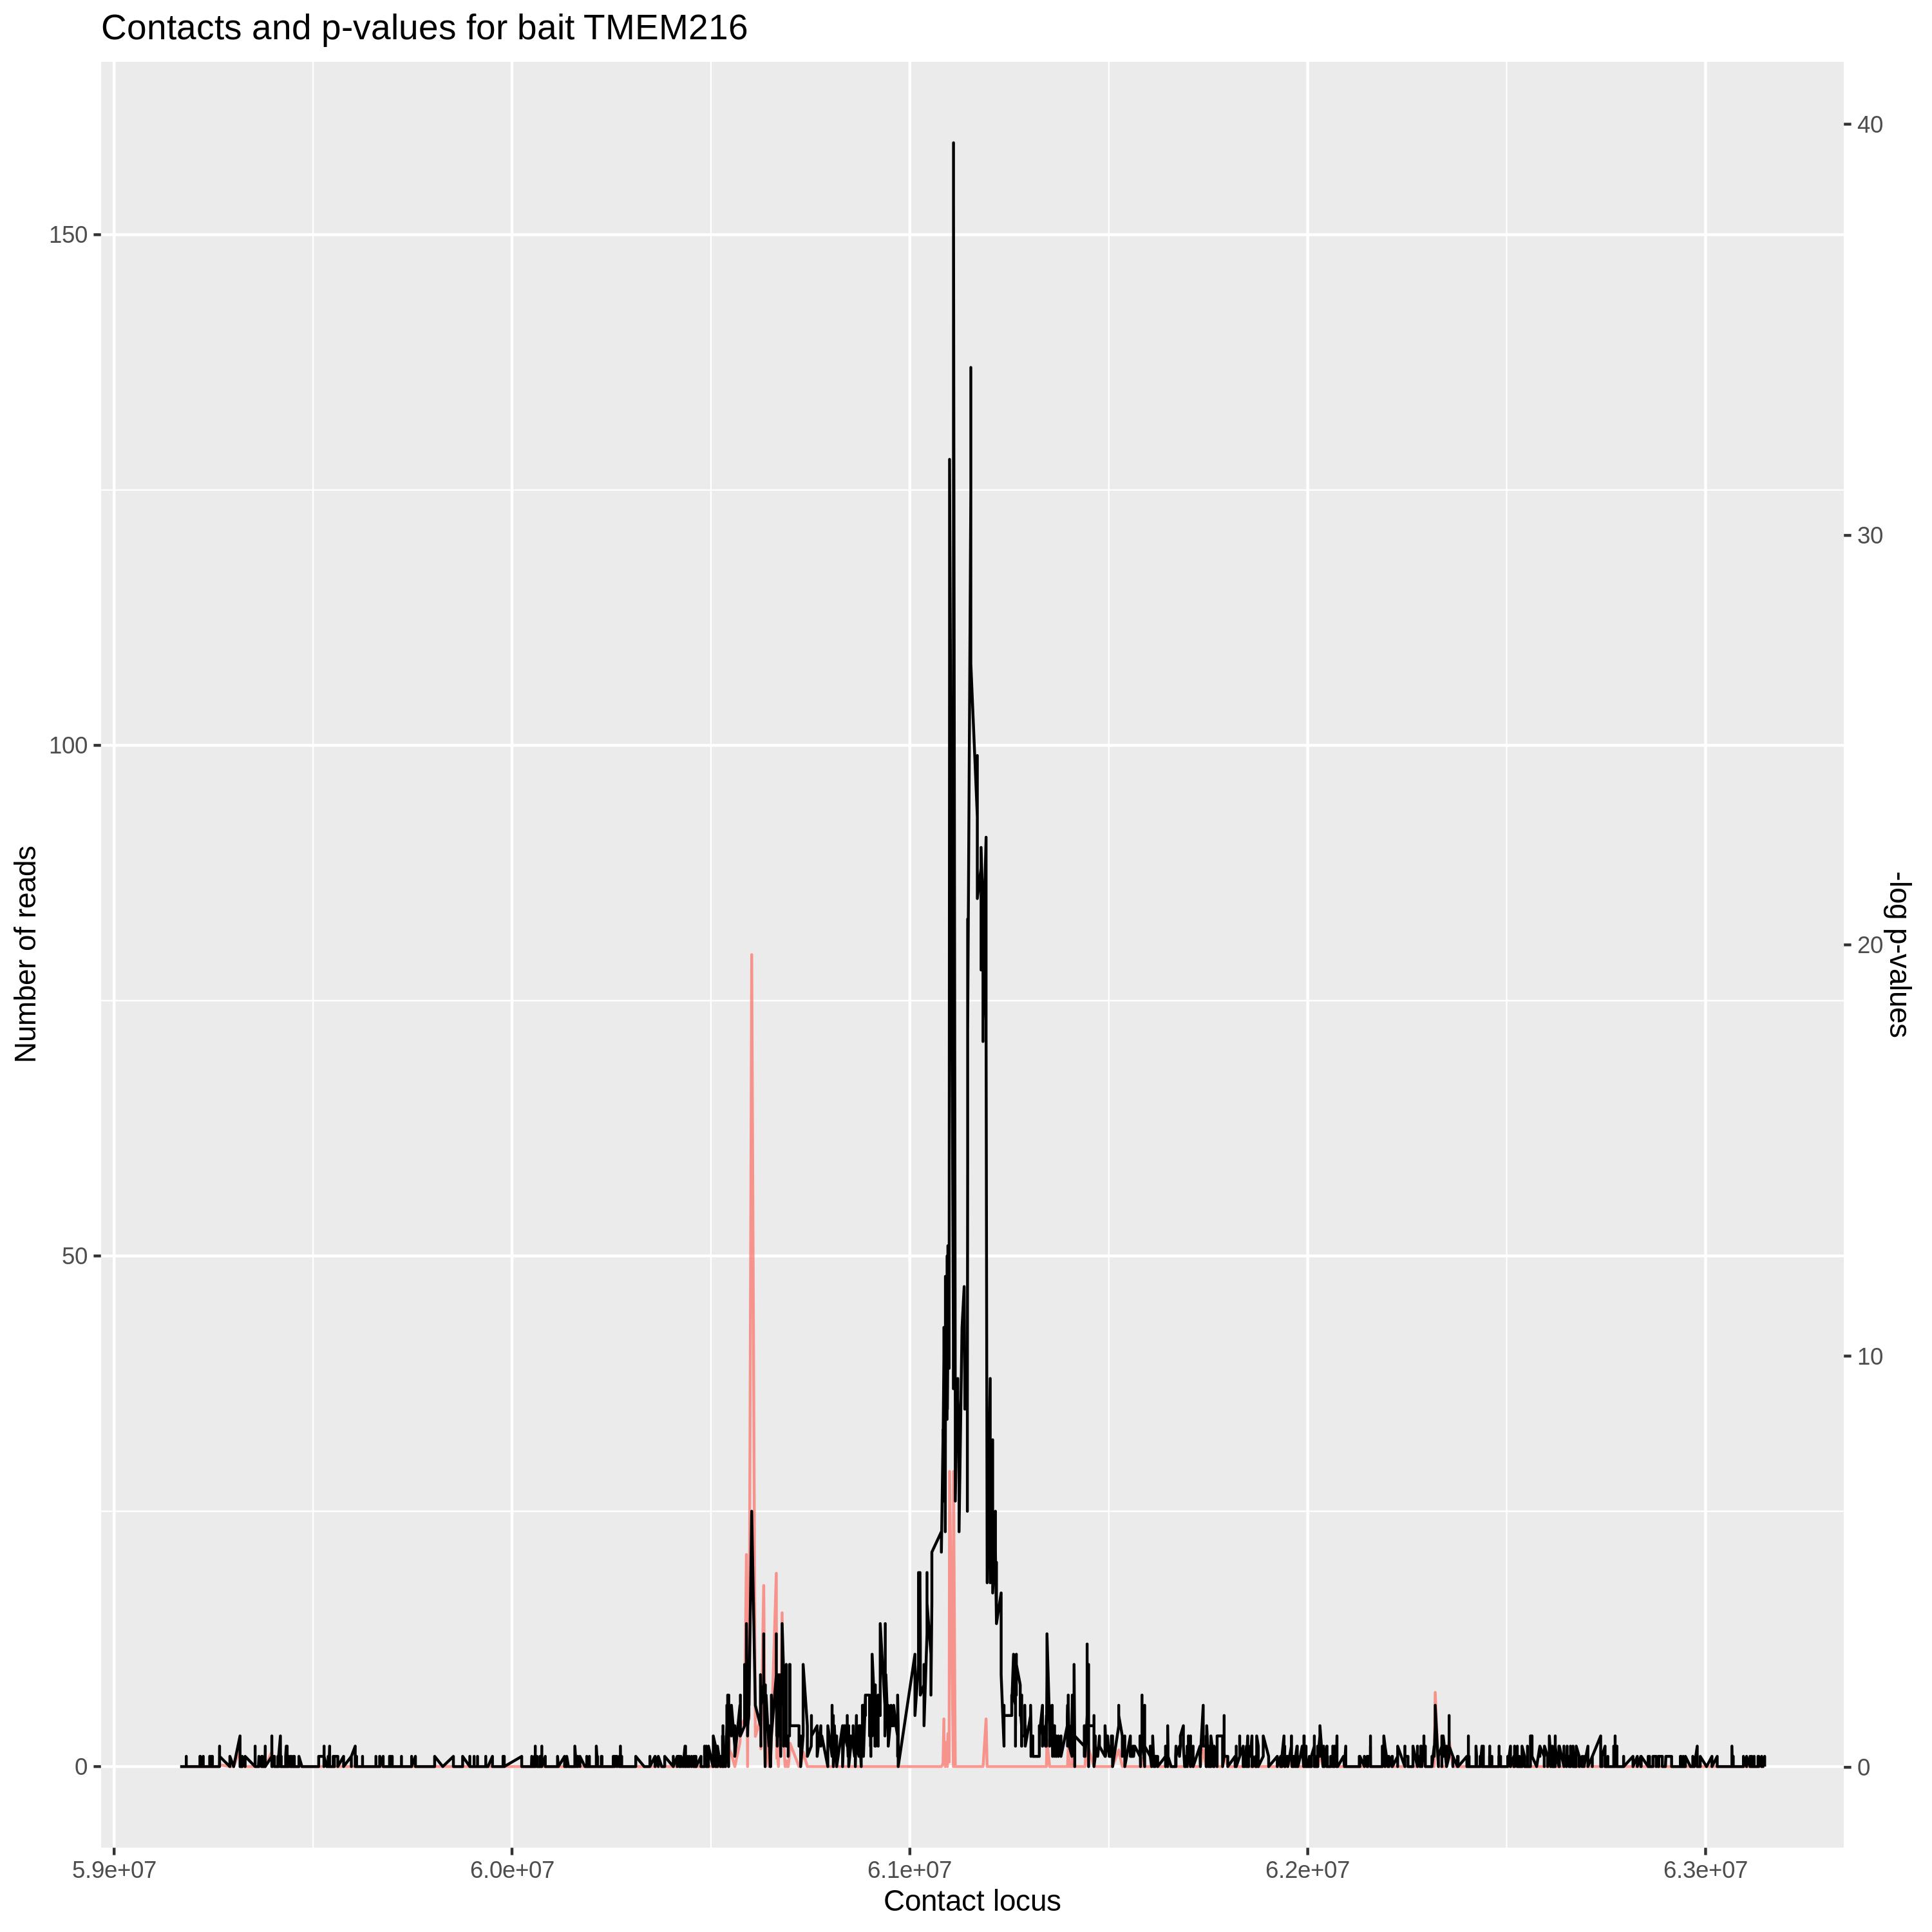 Contacts and p-values for bait TMEM216
150
100
50
0
Number of reads
40
30
20
10
0
-log p-values
5.9e+07 6.0e+07 6.1e+07 6.2e+07 6.3e+07
Contact locus